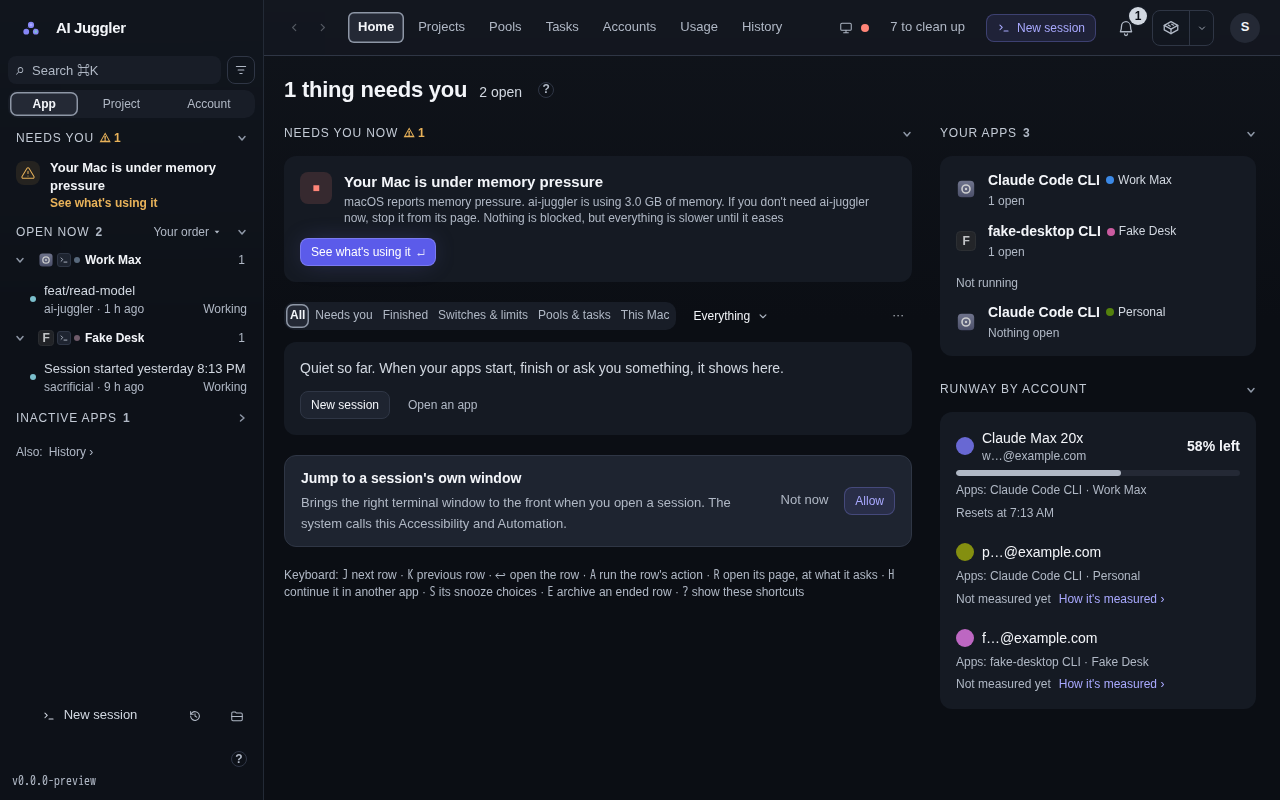 AI Juggler
Search ⌘K
App
Project
Account
NEEDS YOU 1
Your Mac is under memory
pressure
See what's using it
OPEN NOW 2
Your order
Work Max
1
feat/read-model
ai-juggler · 1 h ago
Working
F
Fake Desk
1
Session started yesterday 8:13 PM
sacrificial · 9 h ago
Working
INACTIVE APPS 1
Also: History ›
New session
?
v0.0.0-preview
Home
Projects
Pools
Tasks
Accounts
Usage
History
7 to clean up
New session
1
S
1 thing needs you
2 open
?
NEEDS YOU NOW 1
Your Mac is under memory pressure
macOS reports memory pressure. ai-juggler is using 3.0 GB of memory. If you don't need ai-juggler
now, stop it from its page. Nothing is blocked, but everything is slower until it eases
See what's using it ↵
All
Needs you
Finished
Switches & limits
Pools & tasks
This Mac
Everything
···
Quiet so far. When your apps start, finish or ask you something, it shows here.
New session
Open an app
Jump to a session's own window
Brings the right terminal window to the front when you open a session. The
system calls this Accessibility and Automation.
Not now
Allow
Keyboard: J next row · K previous row · ↩ open the row · A run the row's action · R open its page, at what it asks · H
continue it in another app · S its snooze choices · E archive an ended row · ? show these shortcuts
YOUR APPS 3
Claude Code CLI
Work Max
1 open
F
fake-desktop CLI
Fake Desk
1 open
Not running
Claude Code CLI
Personal
Nothing open
RUNWAY BY ACCOUNT
Claude Max 20x
w…@example.com
58% left
Apps: Claude Code CLI · Work Max
Resets at 7:13 AM
p…@example.com
Apps: Claude Code CLI · Personal
Not measured yet How it's measured ›
f…@example.com
Apps: fake-desktop CLI · Fake Desk
Not measured yet How it's measured ›